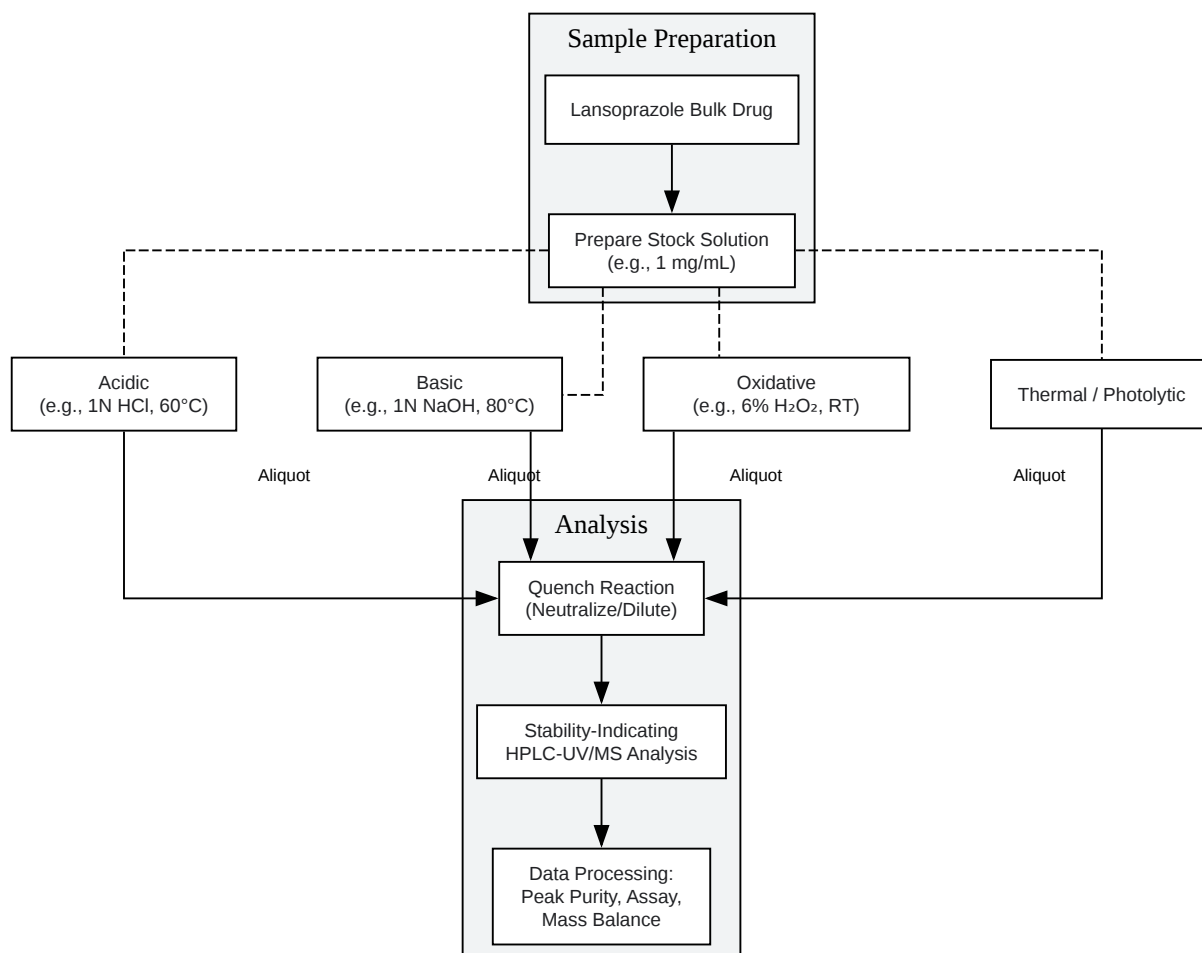 Sample Preparation
Lansoprazole Bulk Drug
Prepare Stock Solution
(e.g., 1 mg/mL)
Acidic
(e.g., 1N HCl, 60°C)
Basic
(e.g., 1N NaOH, 80°C)
Oxidative
(e.g., 6% H₂O₂, RT)
Thermal / Photolytic
Aliquot
Aliquot
Aliquot
Aliquot
Analysis
Quench Reaction
(Neutralize/Dilute)
Stability-Indicating
HPLC-UV/MS Analysis
Data Processing:
Peak Purity, Assay,
Mass Balance